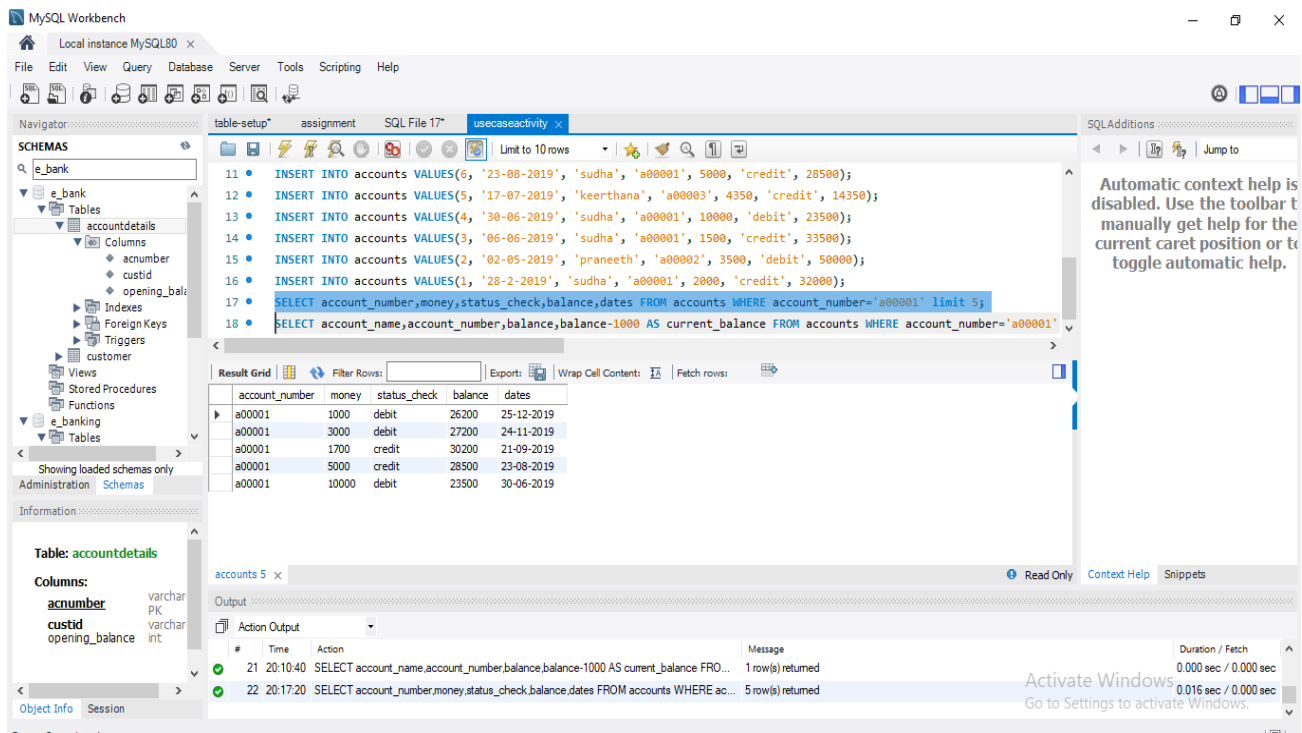 MySQL Workbench
Local instance MySQL80
File Edit View Query Database Server Tools Scripting Help
Navigator
SCHEMAS
e_bank
e_bank
Tables
accountdetails
Columns
acnumber
custid
opening_bala
Indexes
Foreign Keys
Triggers
customer
Views
Stored Procedures
Functions
e_banking
Tables
Showing loaded schemas only
Administration Schemas
Information
Table: accountdetails
Columns:
acnumber varchar PK
custid varchar
opening_balance int
Object Info Session
table-setup* assignment SQL File 17* usecaseactivity
Limit to 10 rows
11 INSERT INTO accounts VALUES(6, '23-08-2019', 'sudha', 'a00001', 5000, 'credit', 28500);
12 INSERT INTO accounts VALUES(5, '17-07-2019', 'keerthana', 'a00003', 4350, 'credit', 14350);
13 INSERT INTO accounts VALUES(4, '30-06-2019', 'sudha', 'a00001', 10000, 'debit', 23500);
14 INSERT INTO accounts VALUES(3, '06-06-2019', 'sudha', 'a00001', 1500, 'credit', 33500);
15 INSERT INTO accounts VALUES(2, '02-05-2019', 'praneeth', 'a00002', 3500, 'debit', 50000);
16 INSERT INTO accounts VALUES(1, '28-2-2019', 'sudha', 'a00001', 2000, 'credit', 32000);
17 SELECT account_number,money,status_check,balance,dates FROM accounts WHERE account_number='a00001' limit 5;
18 SELECT account_name,account_number,balance,balance-1000 AS current_balance FROM accounts WHERE account_number='a00001'
Result Grid Filter Rows: Export: Wrap Cell Content: Fetch rows:
account_number money status_check balance dates
a00001 1000 debit 26200 25-12-2019
a00001 3000 debit 27200 24-11-2019
a00001 1700 credit 30200 21-09-2019
a00001 5000 credit 28500 23-08-2019
a00001 10000 debit 23500 30-06-2019
accounts 5 Read Only
Output
Action Output
# Time Action Message Duration / Fetch
21 20:10:40 SELECT account_name,account_number,balance,balance-1000 AS current_balance FRO... 1 row(s) returned 0.000 sec / 0.000 sec
22 20:17:20 SELECT account_number,money,status_check,balance,dates FROM accounts WHERE ac... 5 row(s) returned 0.016 sec / 0.000 sec
SQLAdditions
Jump to
Automatic context help is
disabled. Use the toolbar t
manually get help for the
current caret position or to
toggle automatic help.
Context Help Snippets
Activate Windows
Go to Settings to activate Windows.